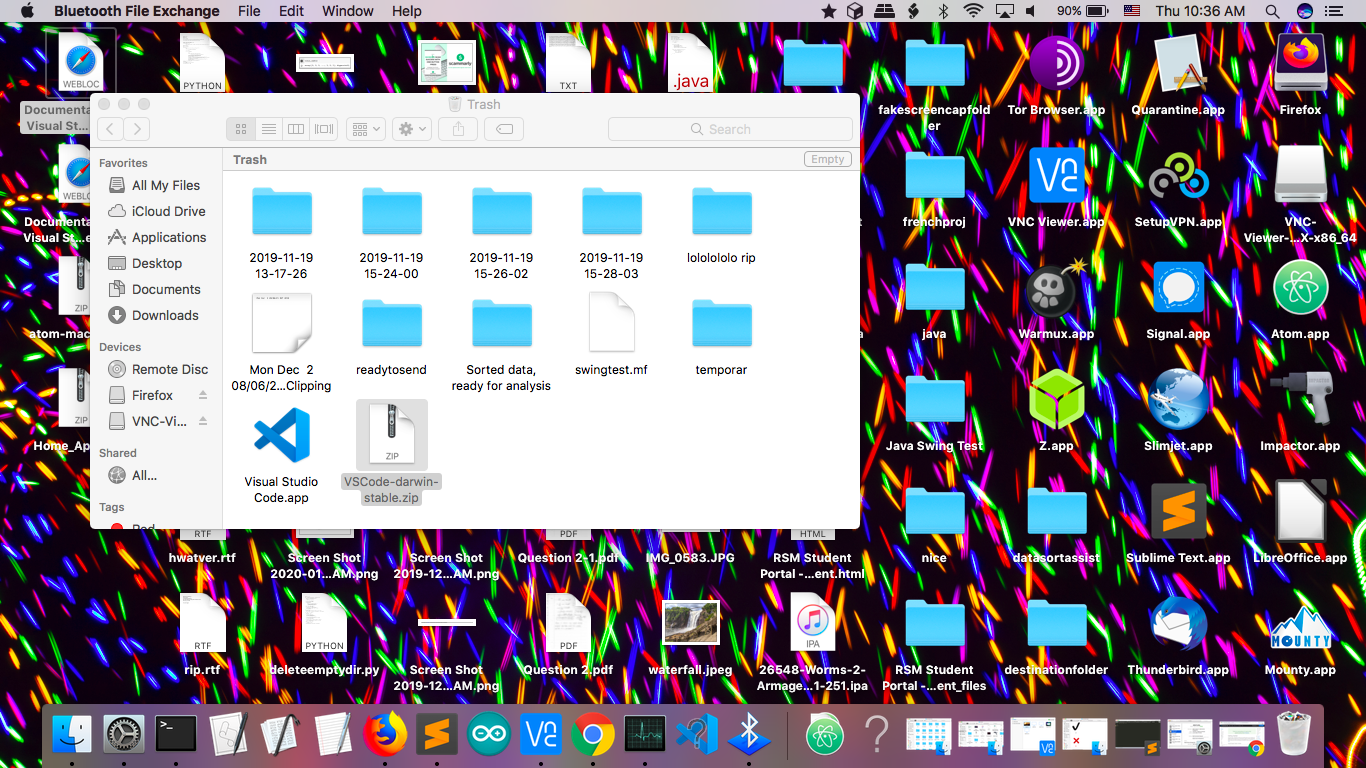 Bluetooth File Exchange File Edit Window Help 90% Thu 10:36 AM
WEBLOC
PYTHON
TXT
.java
Documenta
Visual St...
fakescreencapfold
er
Tor Browser.app
Quarantine.app
Firefox
Trash
Search
Favorites
All My Files
iCloud Drive
Applications
Desktop
Documents
Downloads
Devices
Remote Disc
Firefox
VNC-Vi...
Shared
All...
Tags
Red
Trash
Empty
2019-11-19
13-17-26
2019-11-19
15-24-00
2019-11-19
15-26-02
2019-11-19
15-28-03
lololololo rip
Mon Dec 2
08/06/2...Clipping
readytosend
Sorted data,
ready for analysis
swingtest.mf
temporar
Visual Studio
Code.app
ZIP
VSCode-darwin-
stable.zip
WEBL
Documenta
Visual St...e
frenchproj
VNC Viewer.app
SetupVPN.app
VNC-
Viewer-...X-x86_64
ZIP
atom-mac
java
Warmux.app
Signal.app
Atom.app
ZIP
Home_Ap
Java Swing Test
Z.app
Slimjet.app
Impactor.app
RTF
hwatver.rtf
Screen Shot
2020-01...AM.png
Screen Shot
2019-12...AM.png
PDF
Question 2-1.pdf
IMG_0583.JPG
HTML
RSM Student
Portal -...ent.html
nice
datasortassist
Sublime Text.app
LibreOffice.app
RTF
rip.rtf
PYTHON
deleteemptydir.py
Screen Shot
2019-12...AM.png
PDF
Question 2.pdf
waterfall.jpeg
IPA
26548-Worms-2-
Armage...1-251.ipa
RSM Student
Portal -...ent_files
destinationfolder
Thunderbird.app
MOUNTY
Mounty.app